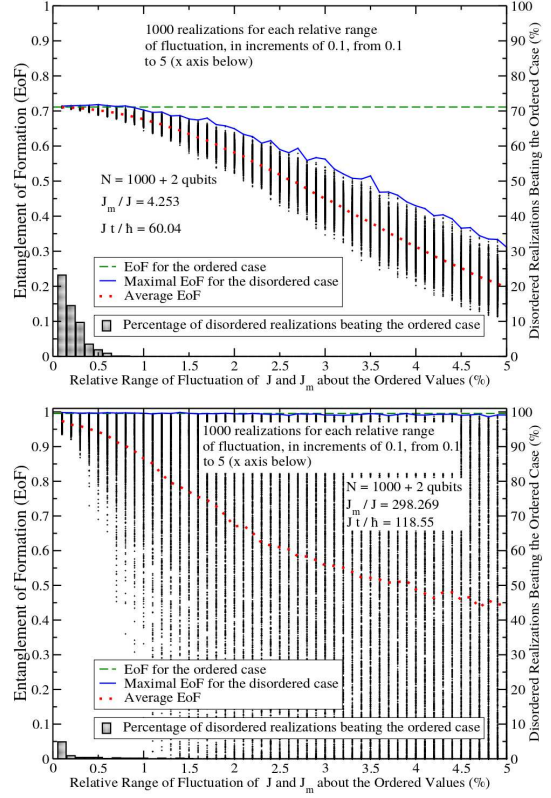 1000 realizations for each relative range
of fluctuation, in increments of 0.1, from 0.1
to 5 (x axis below)
N = 1000 + 2 qubits
J_m / J = 4.253
J t / ħ = 60.04
EoF for the ordered case
Maximal EoF for the disordered case
Average EoF
Percentage of disordered realizations beating the ordered case
Entanglement of Formation (EoF)
1
0.9
0.8
0.7
0.6
0.5
0.4
0.3
0.2
0.1
0
Disordered Realizations Beating the Ordered Case (%)
100
90
80
70
60
50
40
30
20
10
0
0 0.5 1 1.5 2 2.5 3 3.5 4 4.5 5
Relative Range of Fluctuation of J and J_m about the Ordered Values (%)
1000 realizations for each relative range
of fluctuation, in increments of 0.1, from 0.1
to 5 (x axis below)
N = 1000 + 2 qubits
J_m / J = 298.269
J t / ħ = 118.55
EoF for the ordered case
Maximal EoF for the disordered case
Average EoF
Percentage of disordered realizations beating the ordered case
Entanglement of Formation (EoF)
1
0.9
0.8
0.7
0.6
0.5
0.4
0.3
0.2
0.1
0
Disordered Realizations Beating the Ordered Case (%)
100
90
80
70
60
50
40
30
20
10
0
0 0.5 1 1.5 2 2.5 3 3.5 4 4.5 5
Relative Range of Fluctuation of J and J_m about the Ordered Values (%)